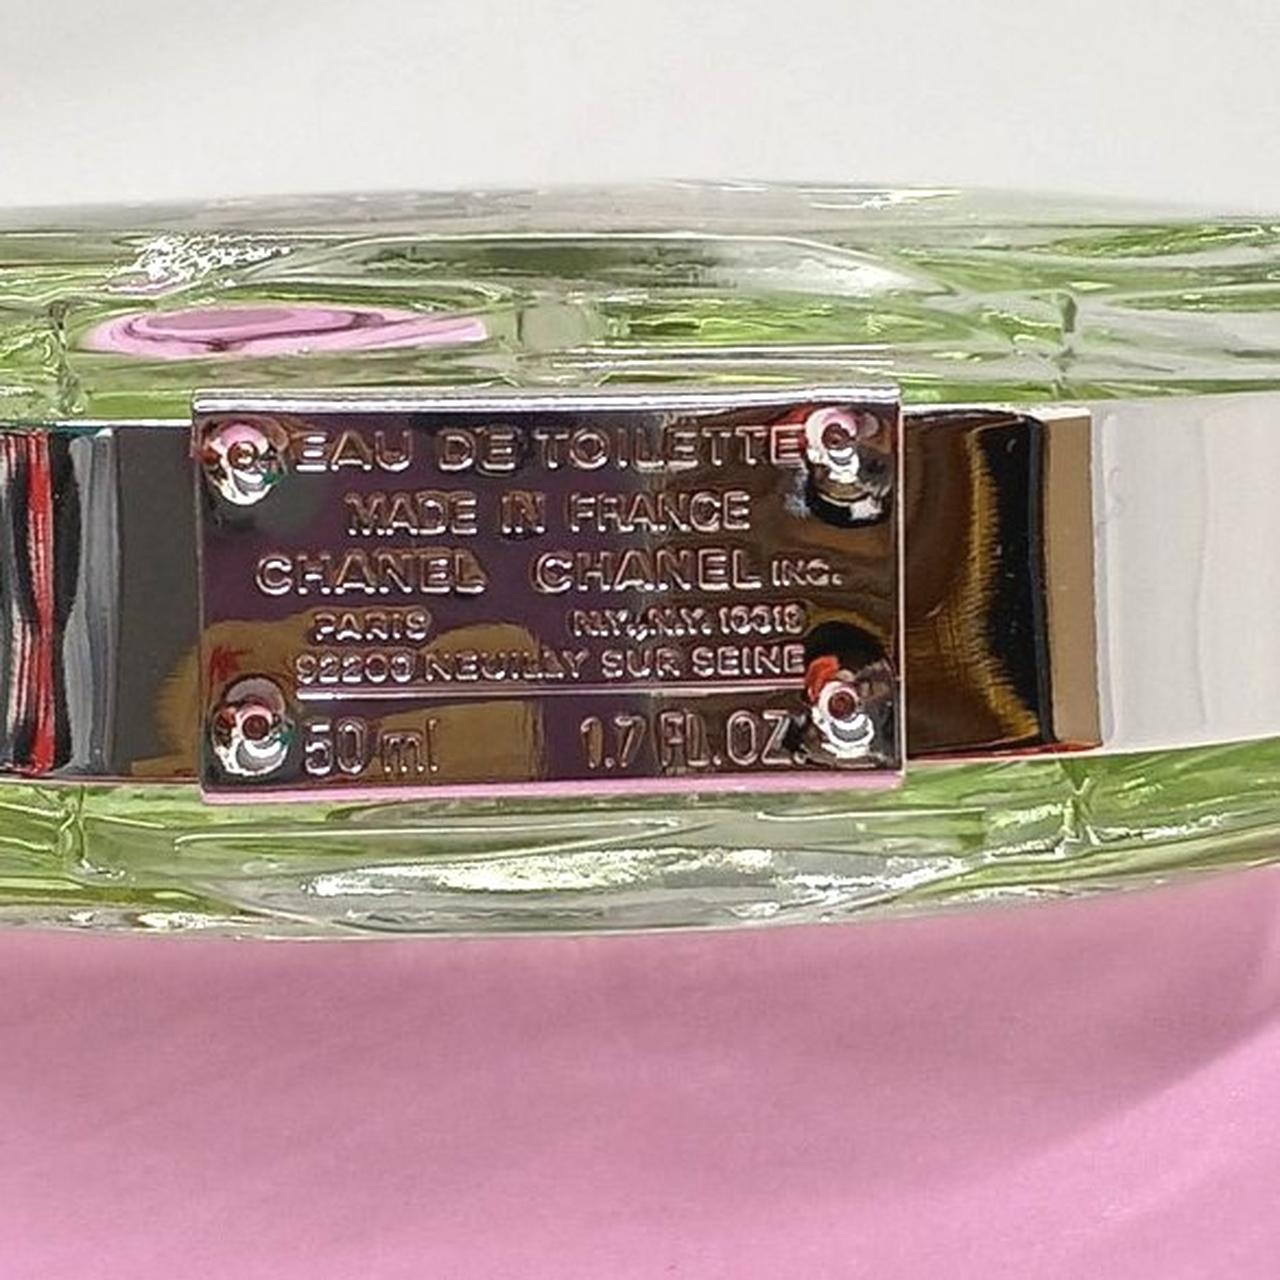 EAU DE TOILETTE
MADE IN FRANCE
CHANEL CHANEL INC.
PARIS N.Y., N.Y. 10019
92200 NEUILLY SUR SEINE
50 ml 1.7 FL. OZ.